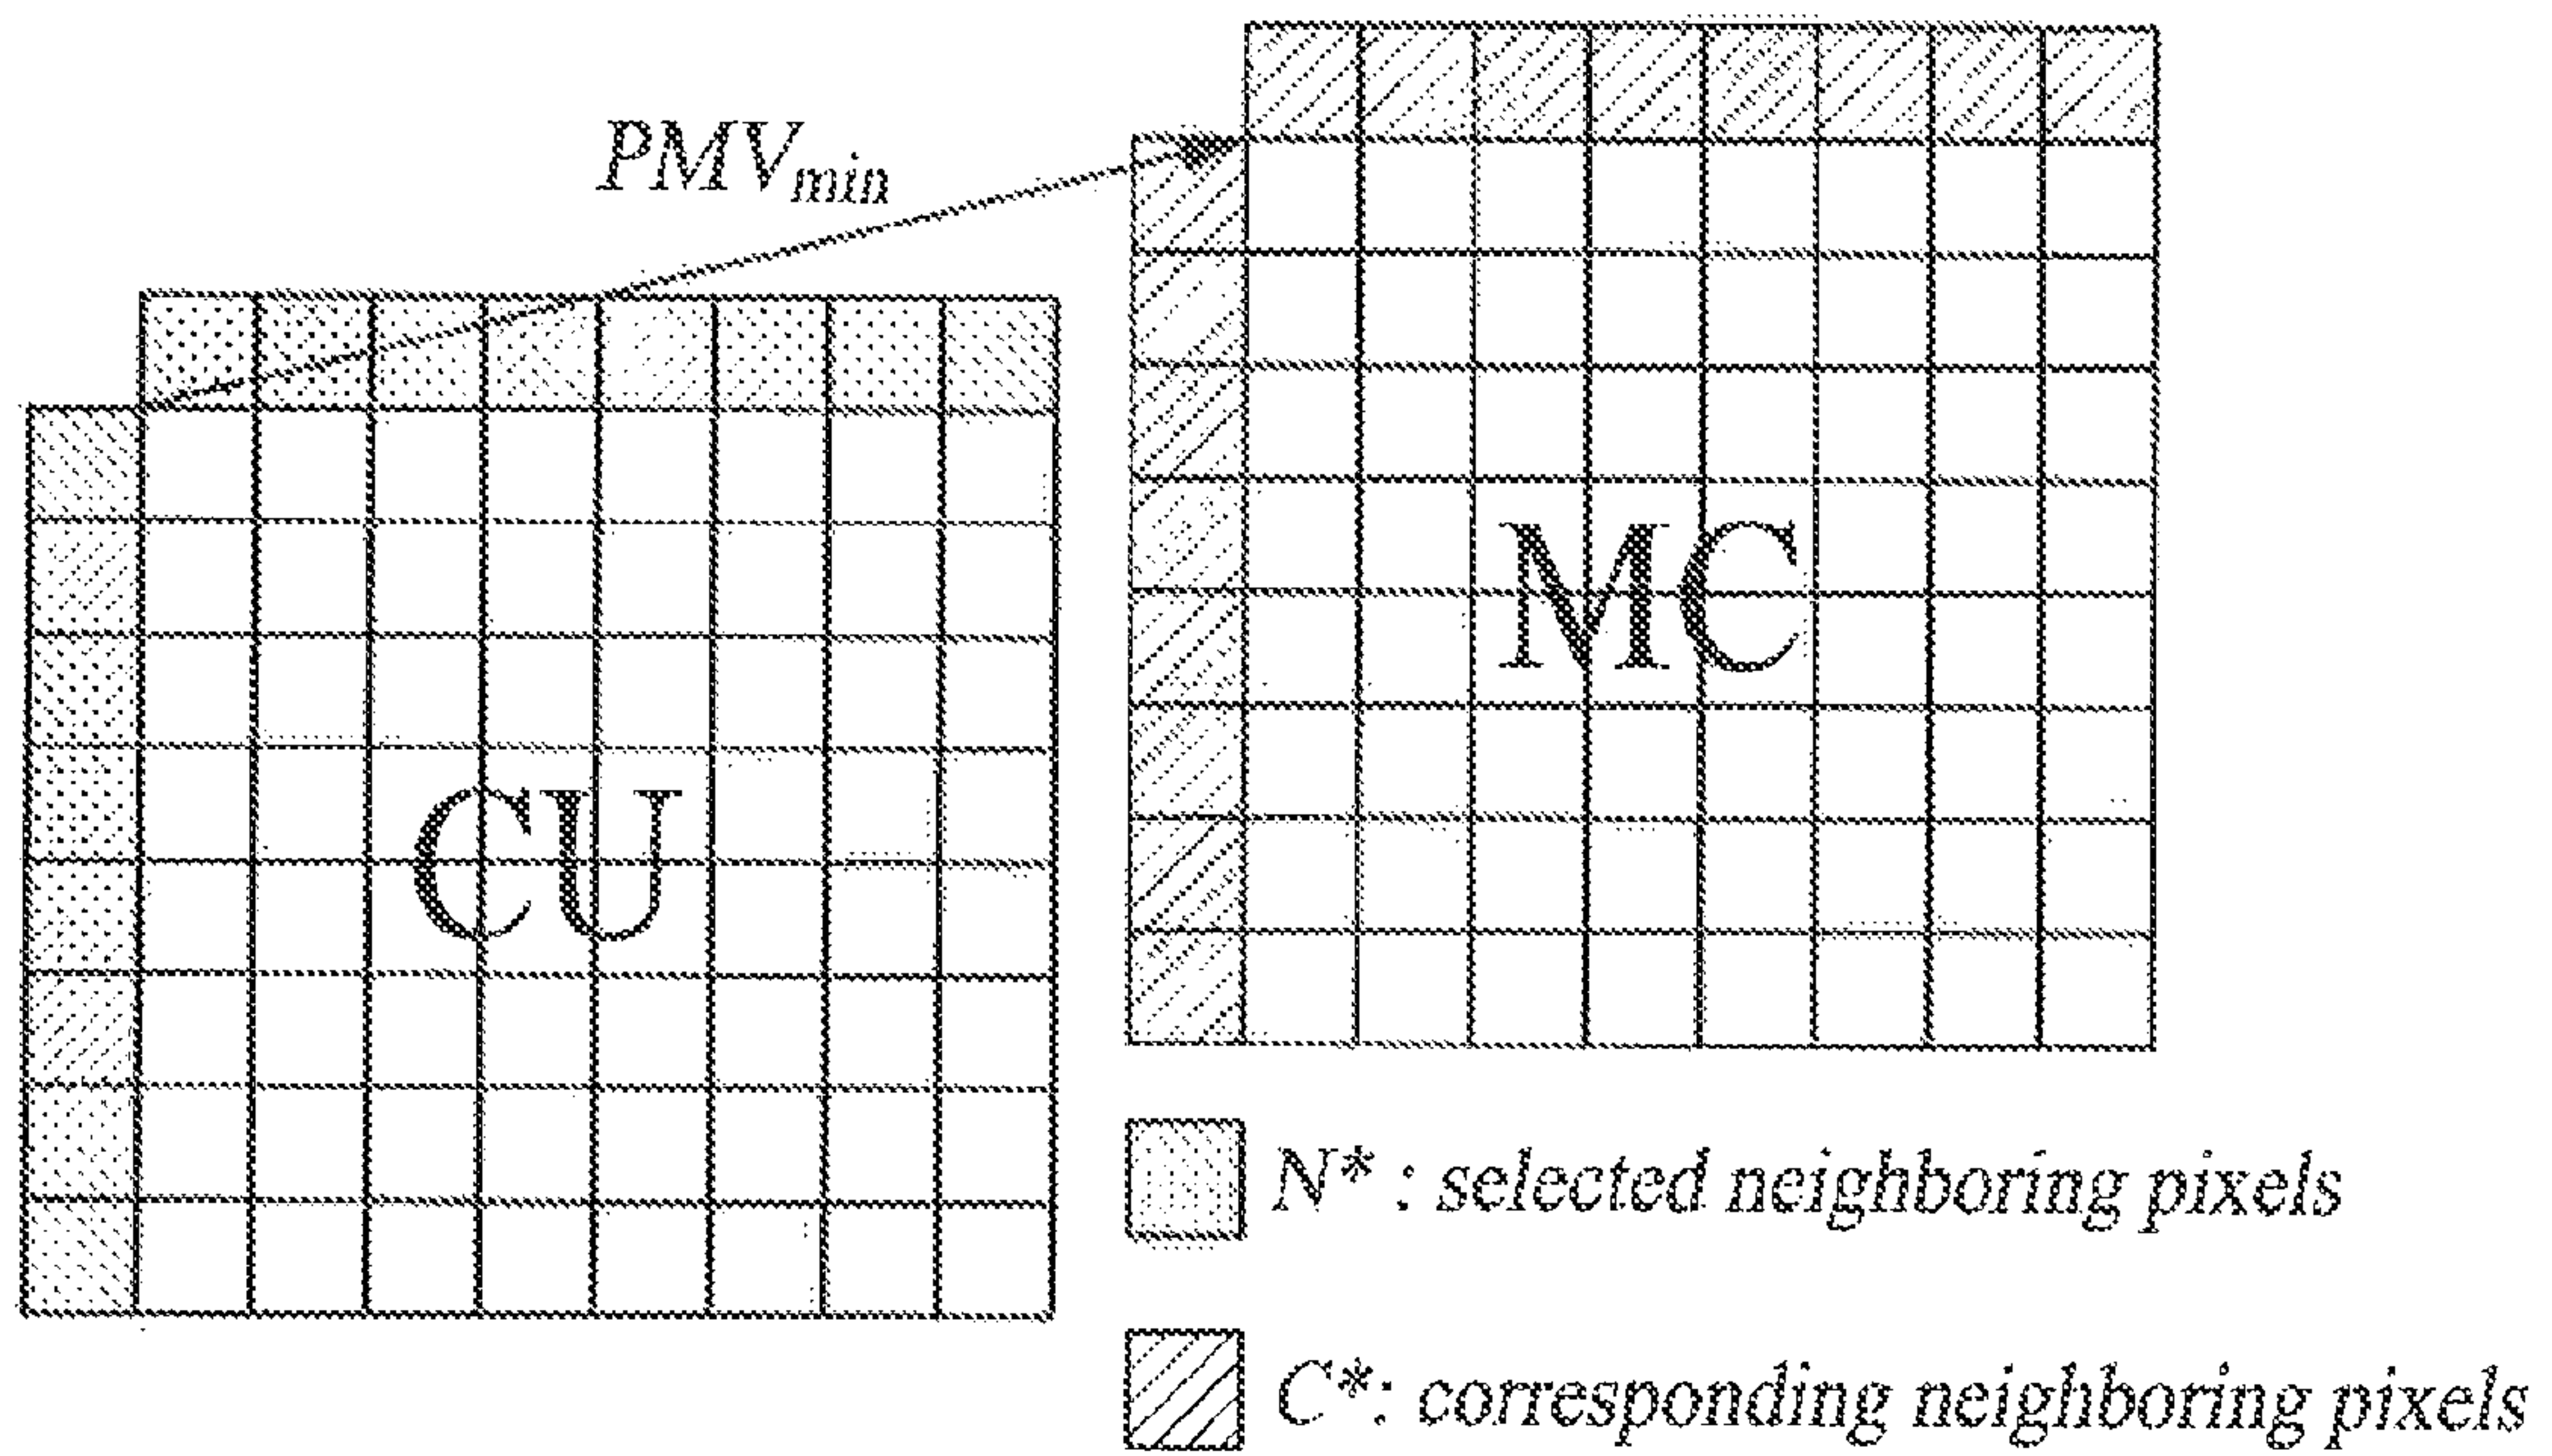 PMVmin
MC
CU
N* : selected neighboring pixels
C*: corresponding neighboring pixels